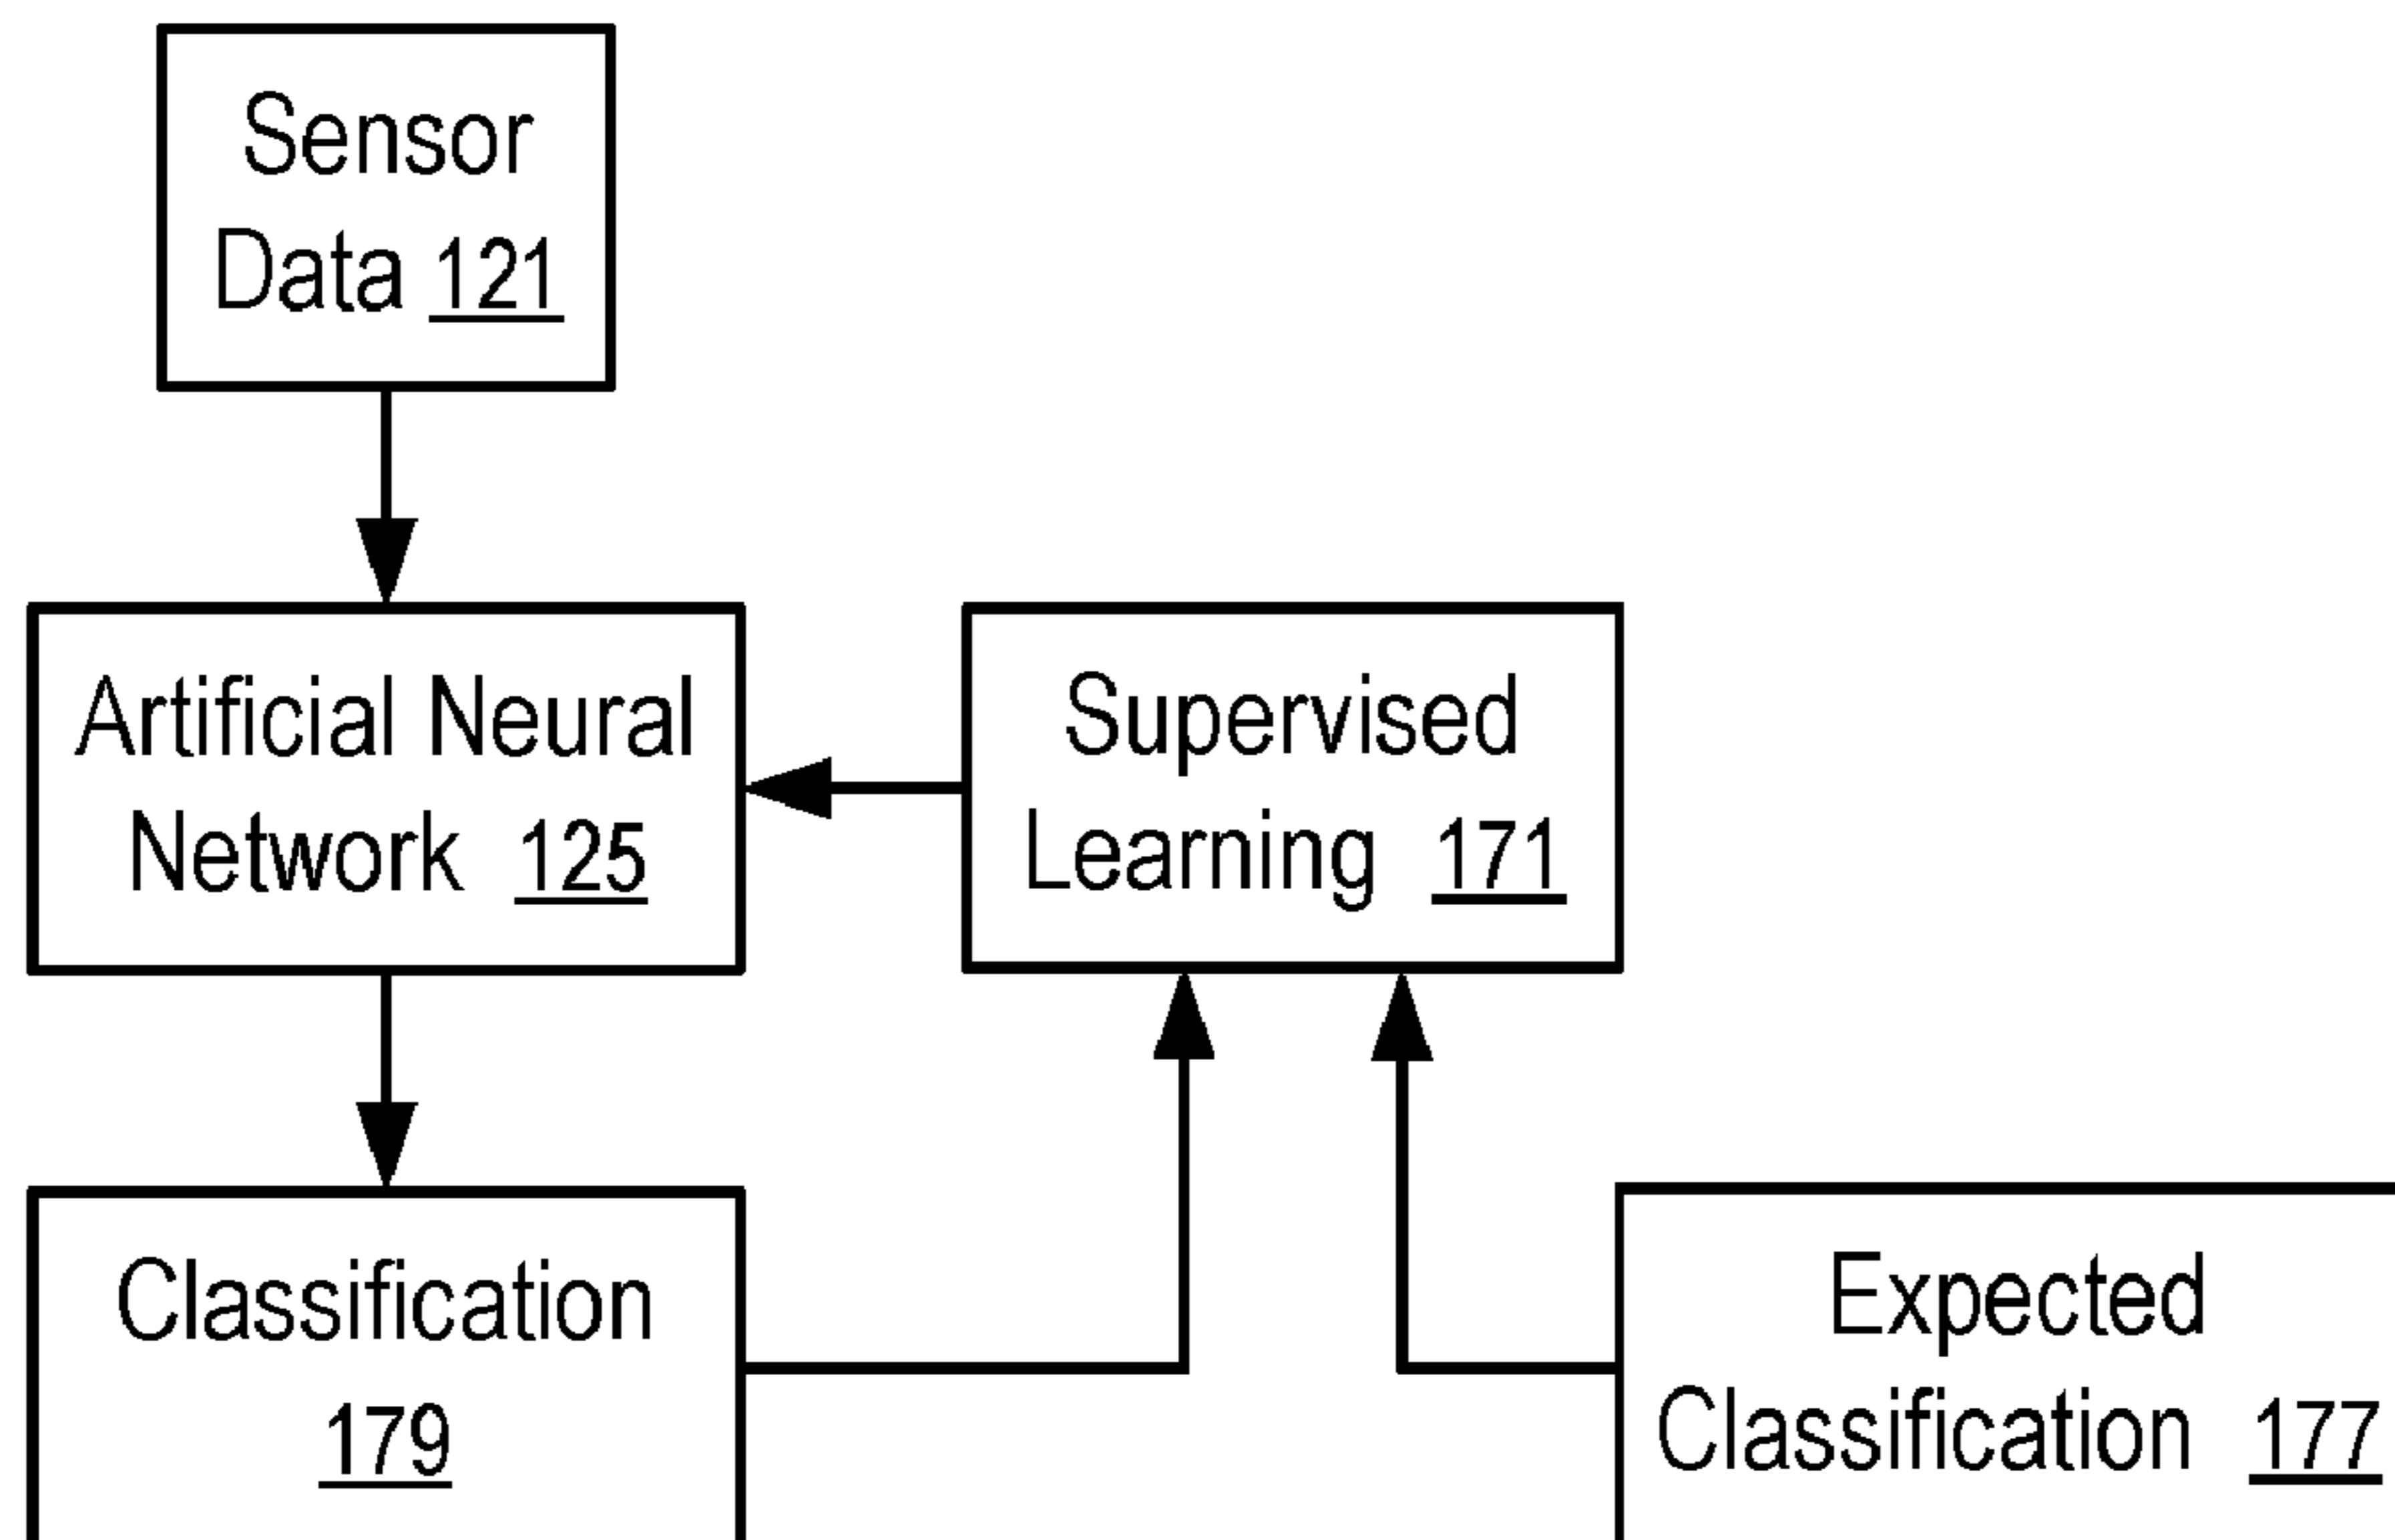 Sensor
Data 121
Artificial Neural
Network 125
Supervised
Learning 171
Classification
179
Expected
Classification 177